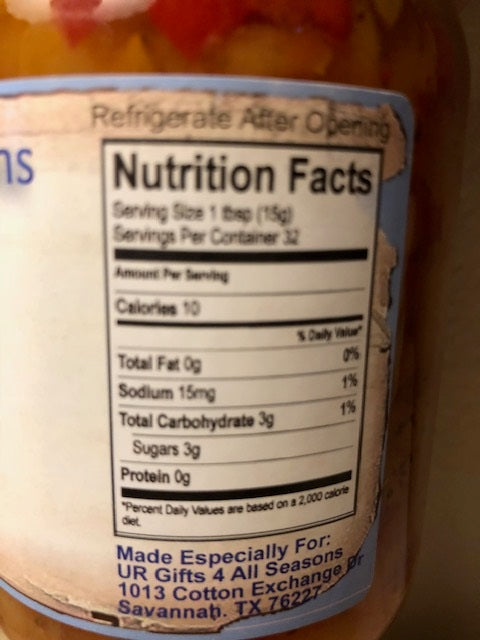 ns
Refrigerate After Opening
Nutrition Facts
Serving Size 1 tbsp (15g)
Servings Per Container 32
Amount Per Serving
Calories 10
% Daily Value*
Total Fat 0g 0%
Sodium 15mg 1%
Total Carbohydrate 3g 1%
Sugars 3g
Protein 0g
*Percent Daily Values are based on a 2,000 calorie
diet.
Made Especially For:
UR Gifts 4 All Seasons
1013 Cotton Exchange Dr
Savannah, TX 76227